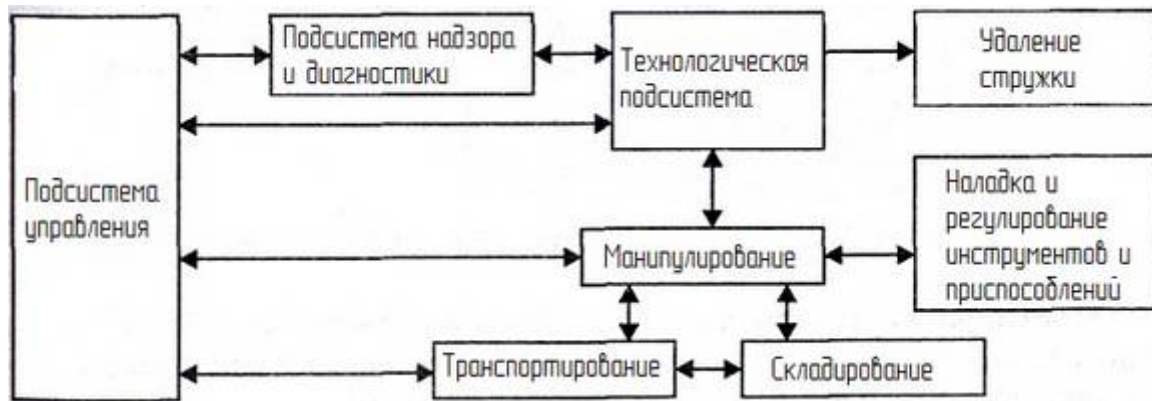 Подсистема надзора
и диагностики
Технологическая
подсистема
Удаление
стружки
Подсистема
управления
Наладка и
регулирование
инструментов и
приспособлений
Манипулирование
Транспортирование
Складирование